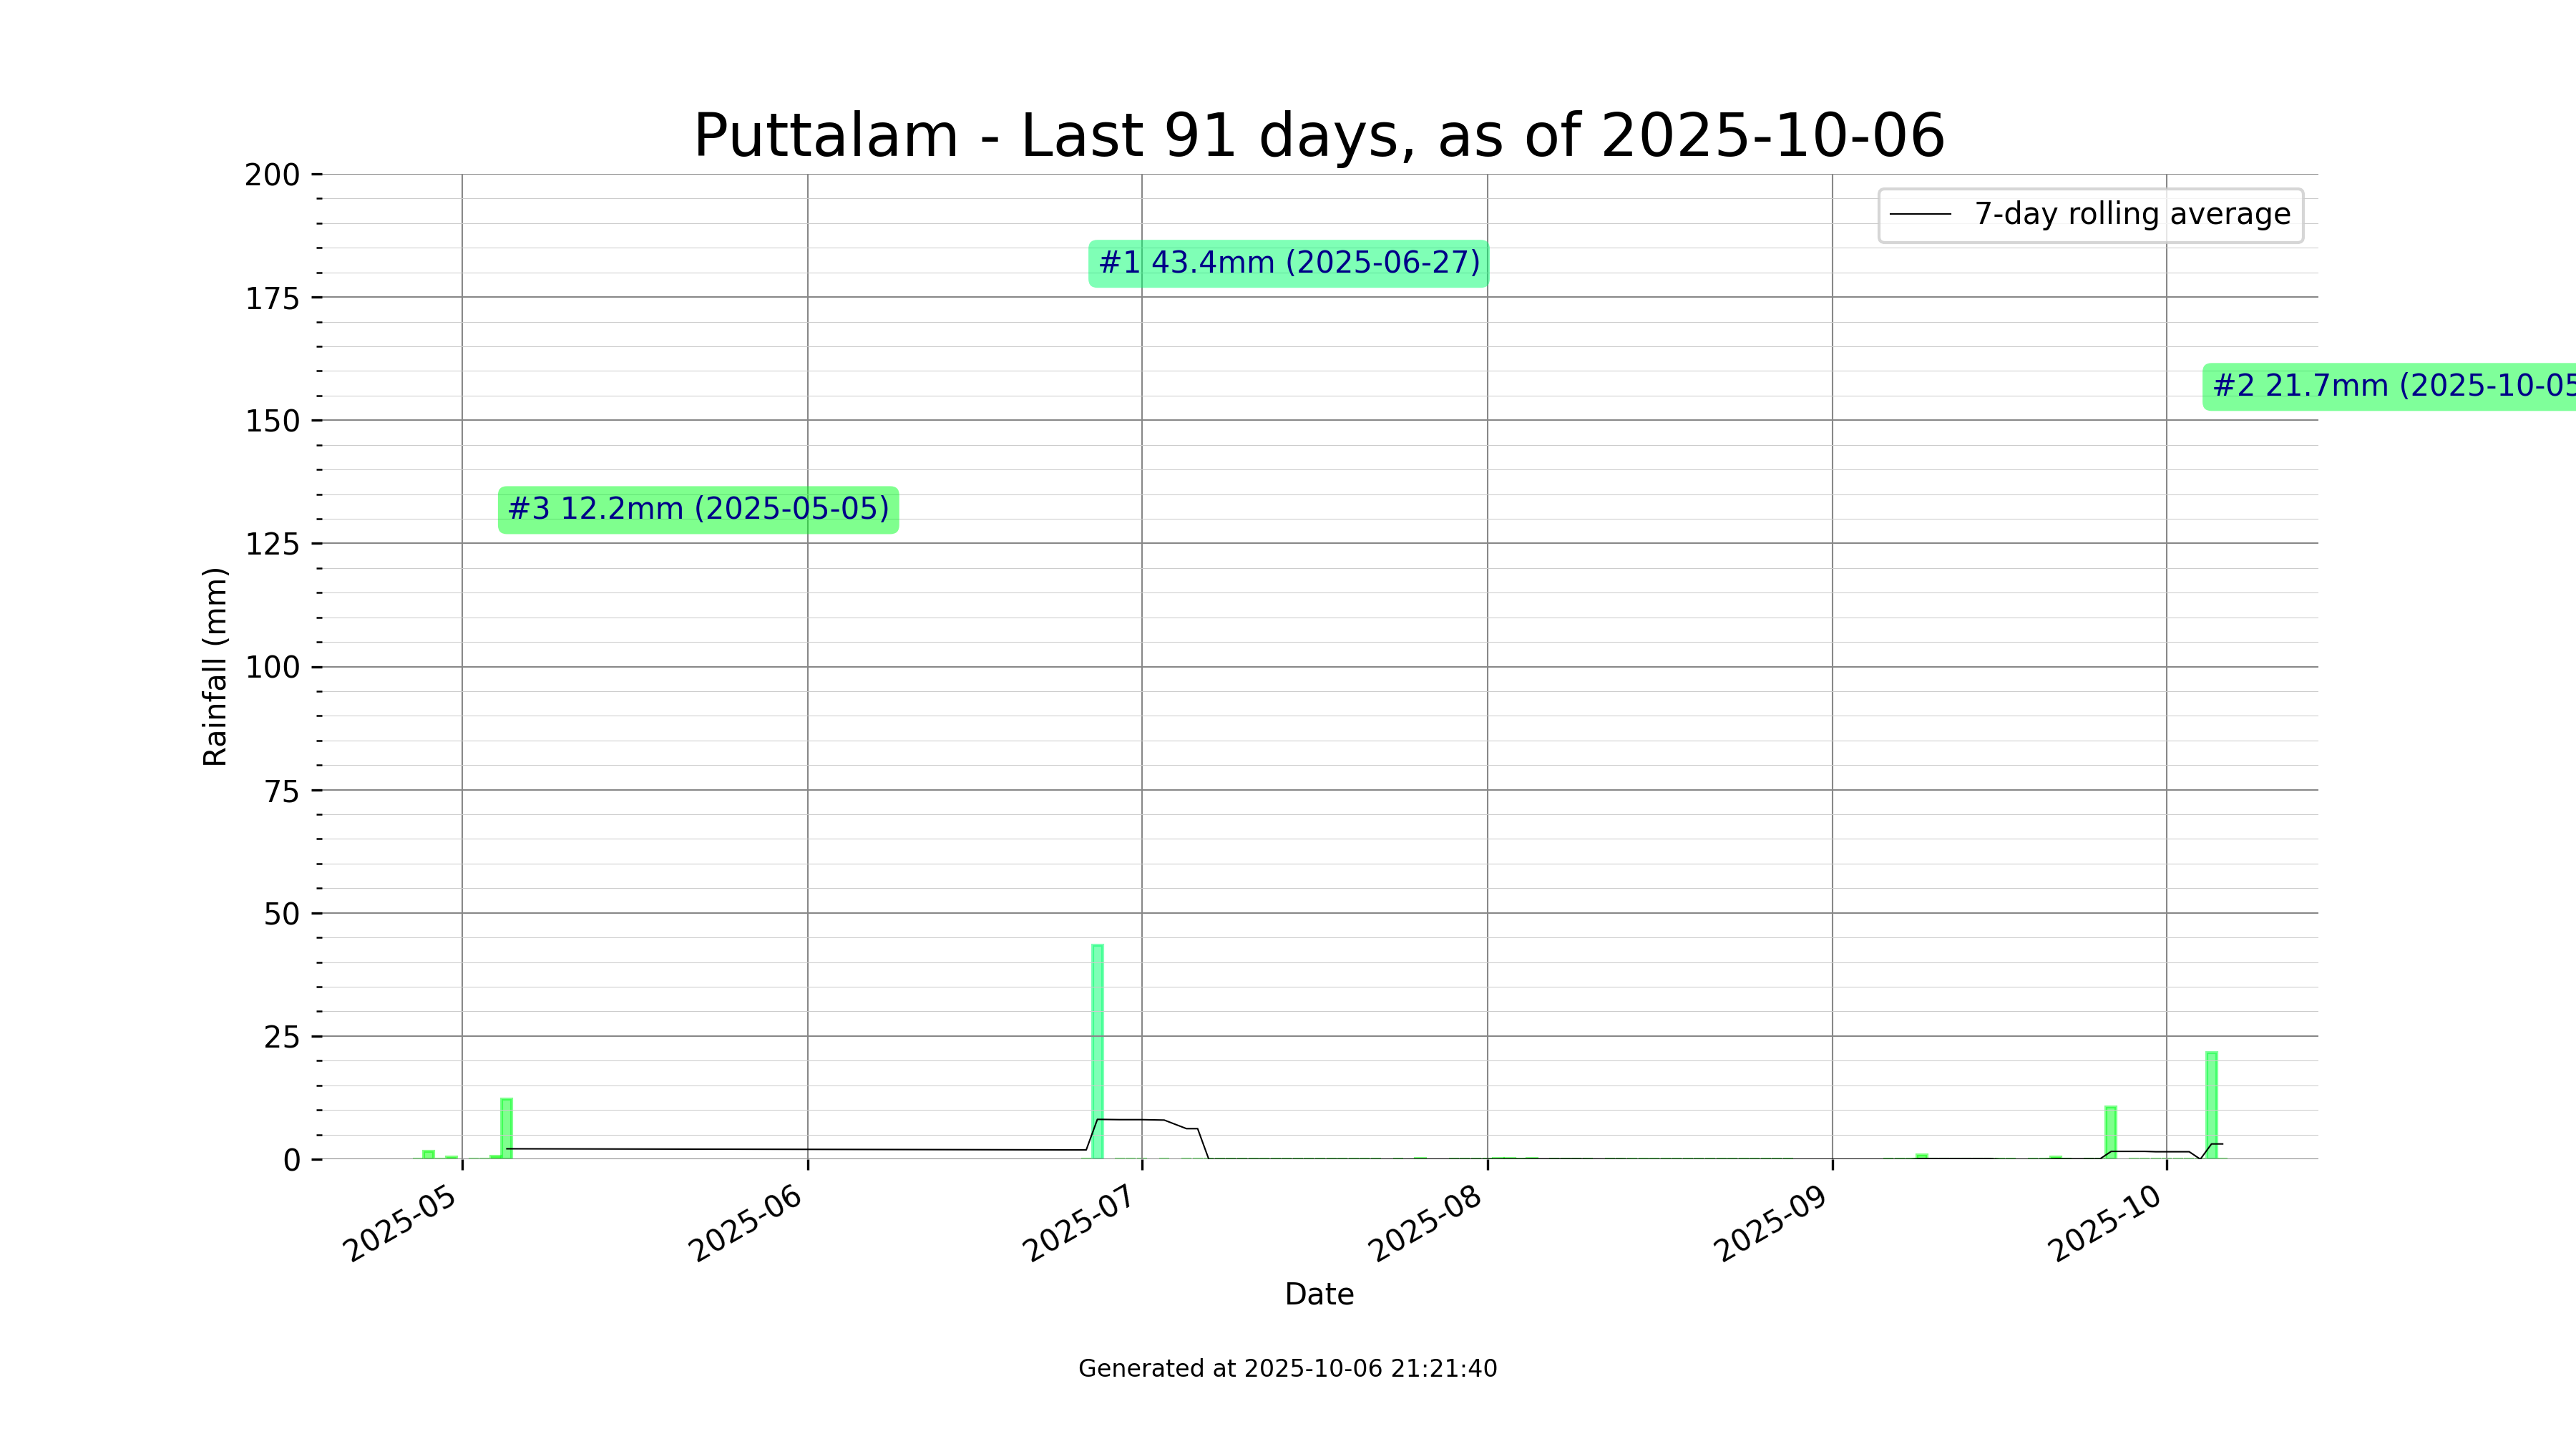 Puttalam - Last 91 days, as of 2025-10-06
200
175
150
125
100
75
50
25
0
Rainfall (mm)
7-day rolling average
#1 43.4mm (2025-06-27)
#2 21.7mm (2025-10-05
#3 12.2mm (2025-05-05)
2025-05
2025-06
2025-07
2025-08
2025-09
2025-10
Date
Generated at 2025-10-06 21:21:40